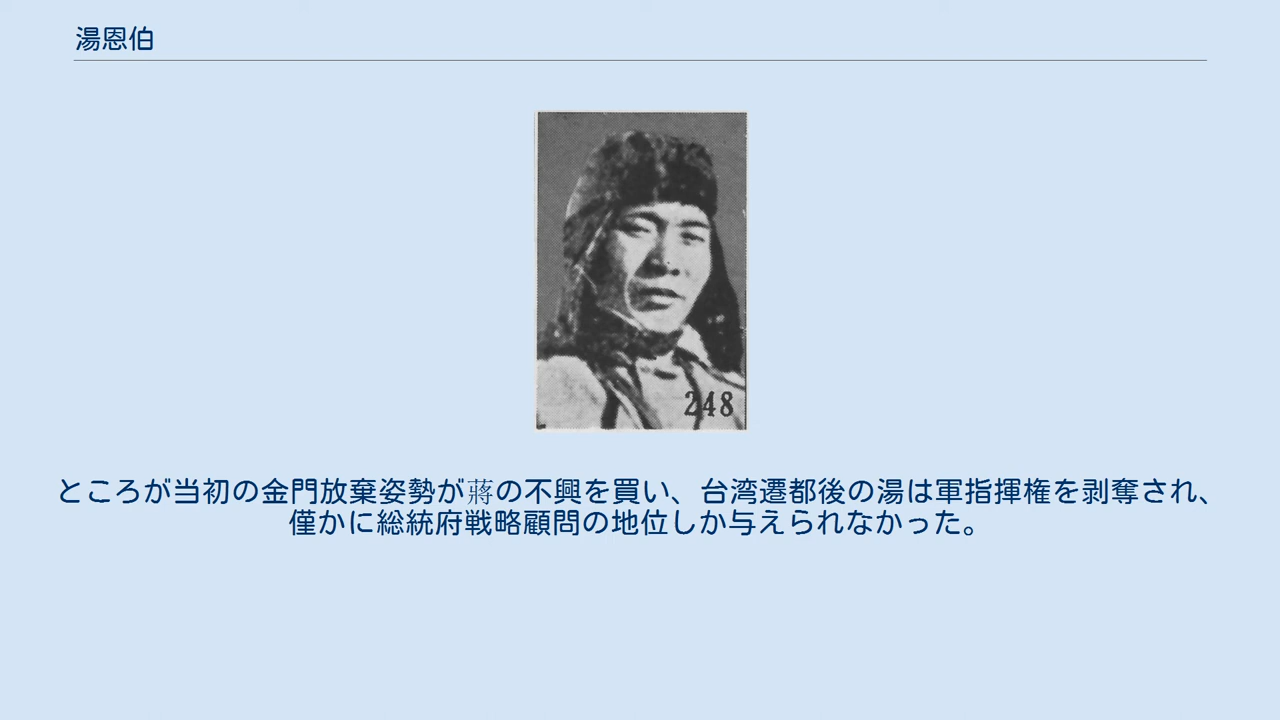 湯恩伯
248
ところが当初の金門放棄姿勢が蔣の不興を買い、台湾遷都後の湯は軍指揮権を剥奪され、
僅かに総統府戦略顧問の地位しか与えられなかった。